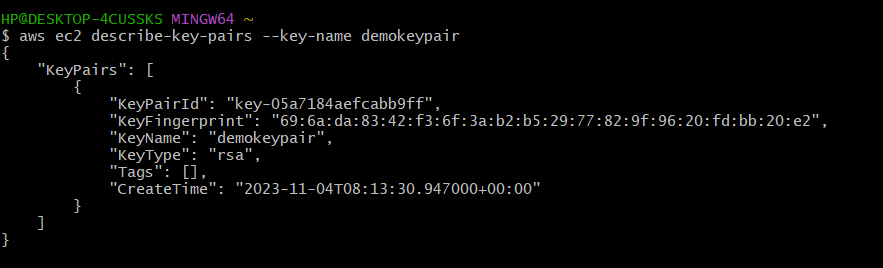 HP@DESKTOP-4CUSSKS MINGW64 ~
$ aws ec2 describe-key-pairs --key-name demokeypair
{
    "KeyPairs": [
        {
            "KeyPairId": "key-05a7184aefcabb9ff",
            "KeyFingerprint": "69:6a:da:83:42:f3:6f:3a:b2:b5:29:77:82:9f:96:20:fd:bb:20:e2",
            "KeyName": "demokeypair",
            "KeyType": "rsa",
            "Tags": [],
            "CreateTime": "2023-11-04T08:13:30.947000+00:00"
        }
    ]
}